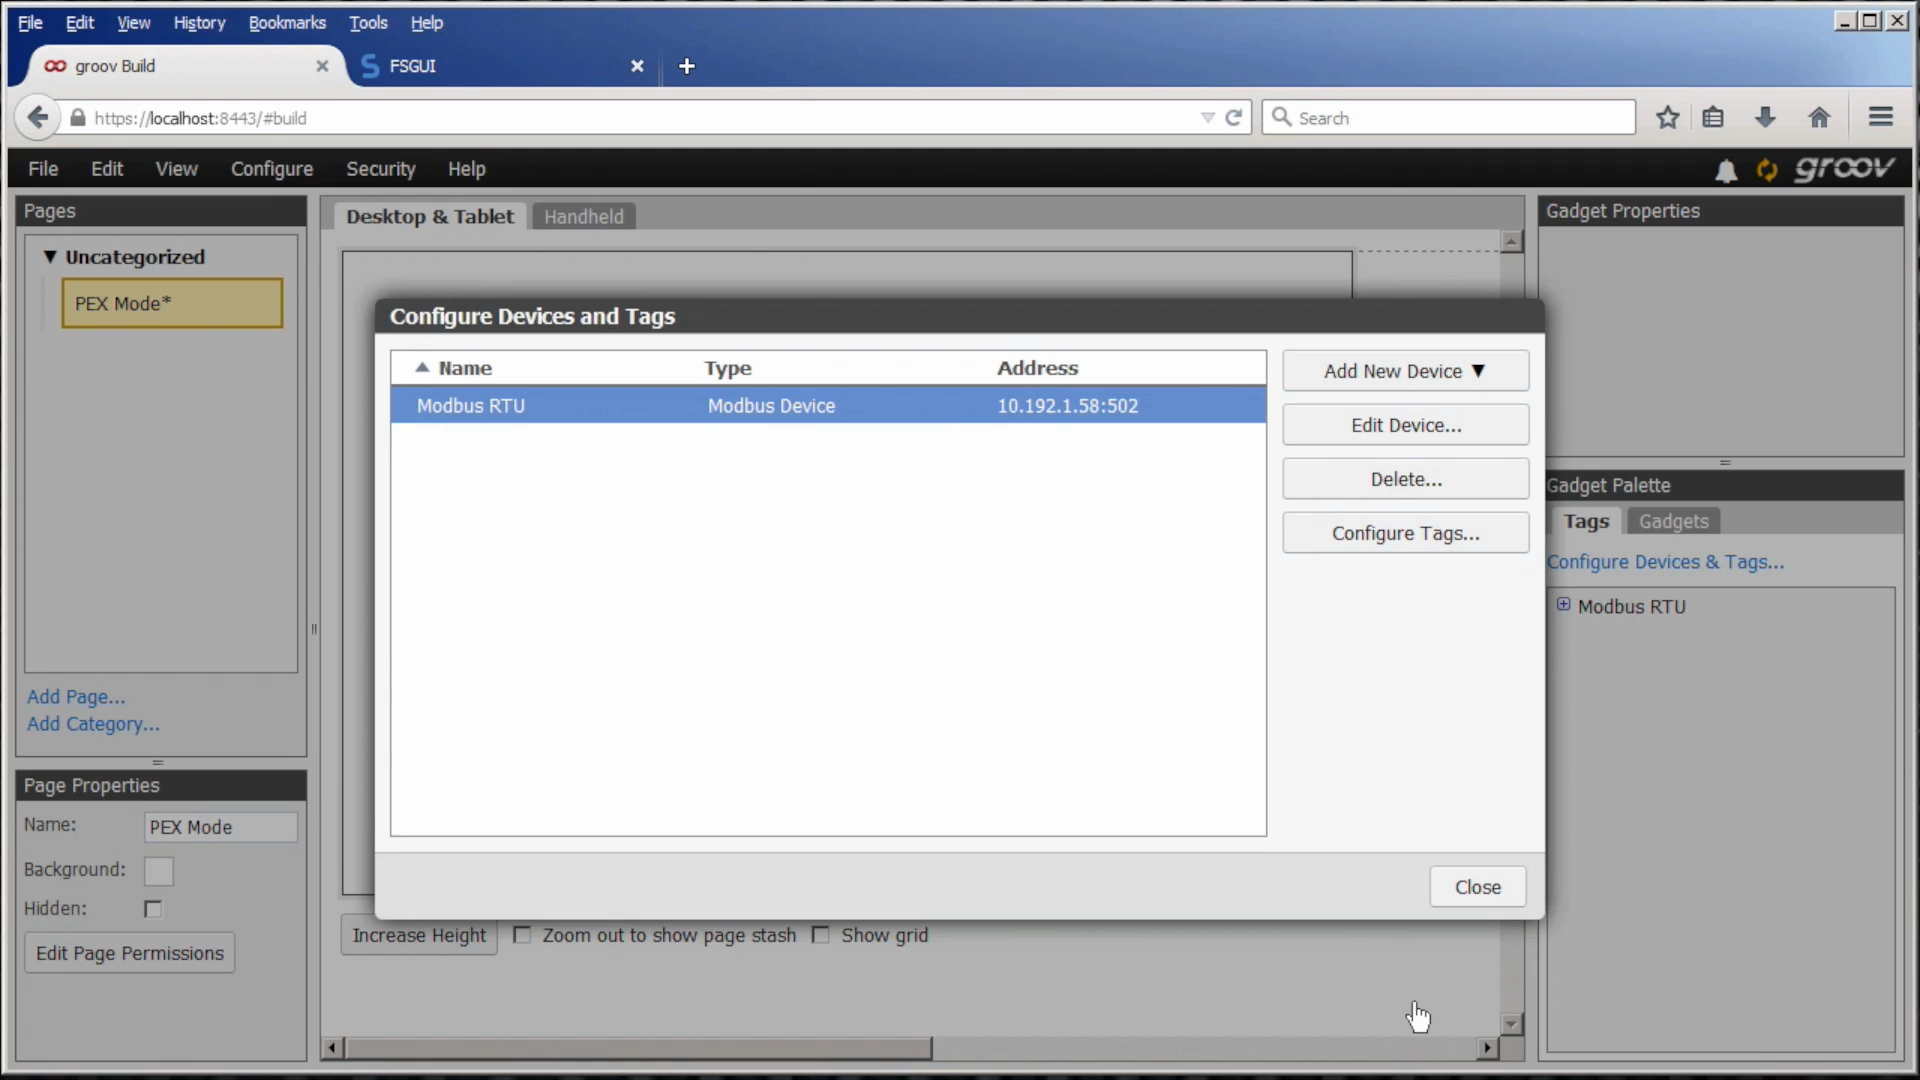 File Edit View History Bookmarks Tools Help
groov Build
FSGUI
https://localhost:8443/#build
Search
File Edit View Configure Security Help
groov
Pages
Uncategorized
PEX Mode*
Add Page...
Add Category...
Page Properties
Name: PEX Mode
Background:
Hidden:
Edit Page Permissions
Desktop & Tablet Handheld
Configure Devices and Tags
Name Type Address
Modbus RTU Modbus Device 10.192.1.58:502
Add New Device ▼
Edit Device...
Delete...
Configure Tags...
Close
Increase Height Zoom out to show page stash Show grid
Gadget Properties
Gadget Palette
Tags Gadgets
Configure Devices & Tags...
Modbus RTU